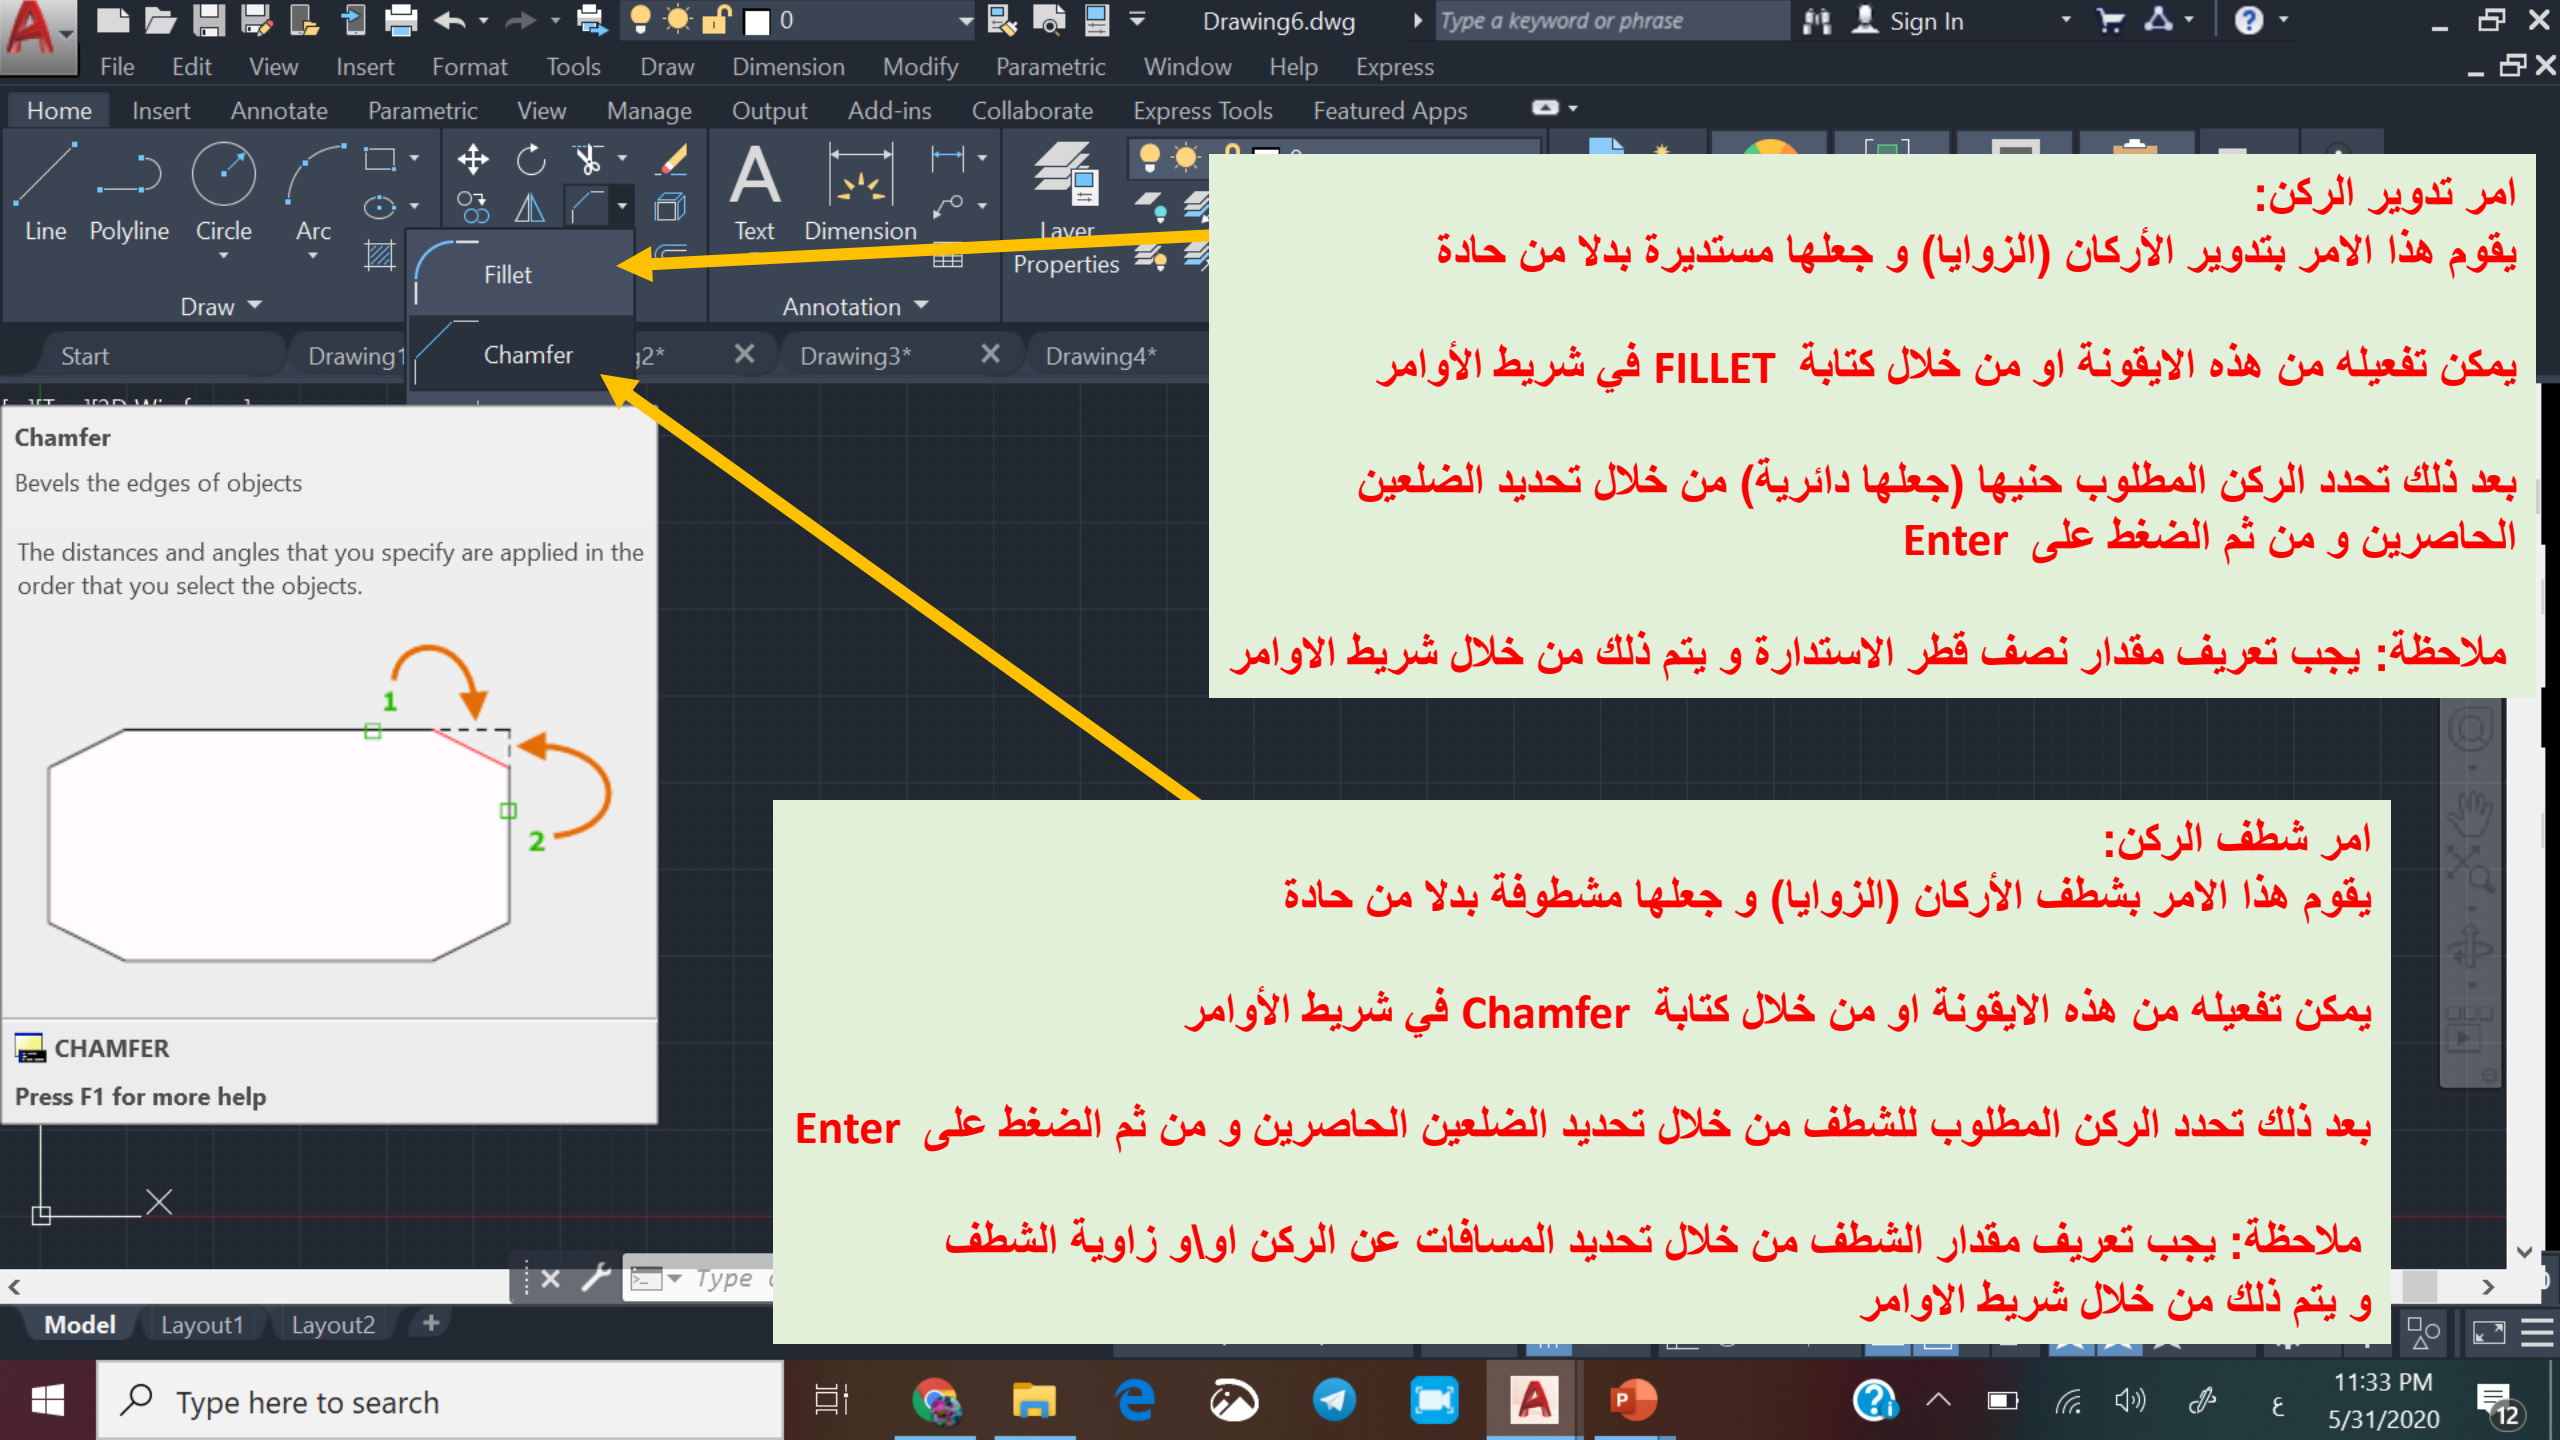 Drawing6.dwg
Type a keyword or phrase
Sign In
0
File Edit View Insert Format Tools Draw Dimension Modify Parametric Window Help Express
Home Insert Annotate Parametric View Manage Output Add-ins Collaborate Express Tools Featured Apps
Line Polyline Circle Arc
Text Dimension
Layer
Properties
Fillet
Draw
Annotation
Chamfer
Start
Drawing3*
Drawing4*
امر تدوير الركن:
يقوم هذا الامر بتدوير الأركان (الزوايا) و جعلها مستديرة بدلا من حادة
يمكن تفعيله من هذه الايقونة او من خلال كتابة FILLET في شريط الأوامر
بعد ذلك تحدد الركن المطلوب حنيها (جعلها دائرية) من خلال تحديد الضلعين
الحاصرين و من ثم الضغط على Enter
ملاحظة: يجب تعريف مقدار نصف قطر الاستدارة و يتم ذلك من خلال شريط الاوامر
Chamfer
Bevels the edges of objects
The distances and angles that you specify are applied in the
order that you select the objects.
1
2
CHAMFER
Press F1 for more help
امر شطف الركن:
يقوم هذا الامر بشطف الأركان (الزوايا) و جعلها مشطوفة بدلا من حادة
يمكن تفعيله من هذه الايقونة او من خلال كتابة Chamfer في شريط الأوامر
بعد ذلك تحدد الركن المطلوب للشطف من خلال تحديد الضلعين الحاصرين و من ثم الضغط على Enter
ملاحظة: يجب تعريف مقدار الشطف من خلال تحديد المسافات عن الركن او\و زاوية الشطف
و يتم ذلك من خلال شريط الاوامر
Type
Model Layout1 Layout2 +
Type here to search
ع
11:33 PM
5/31/2020
12